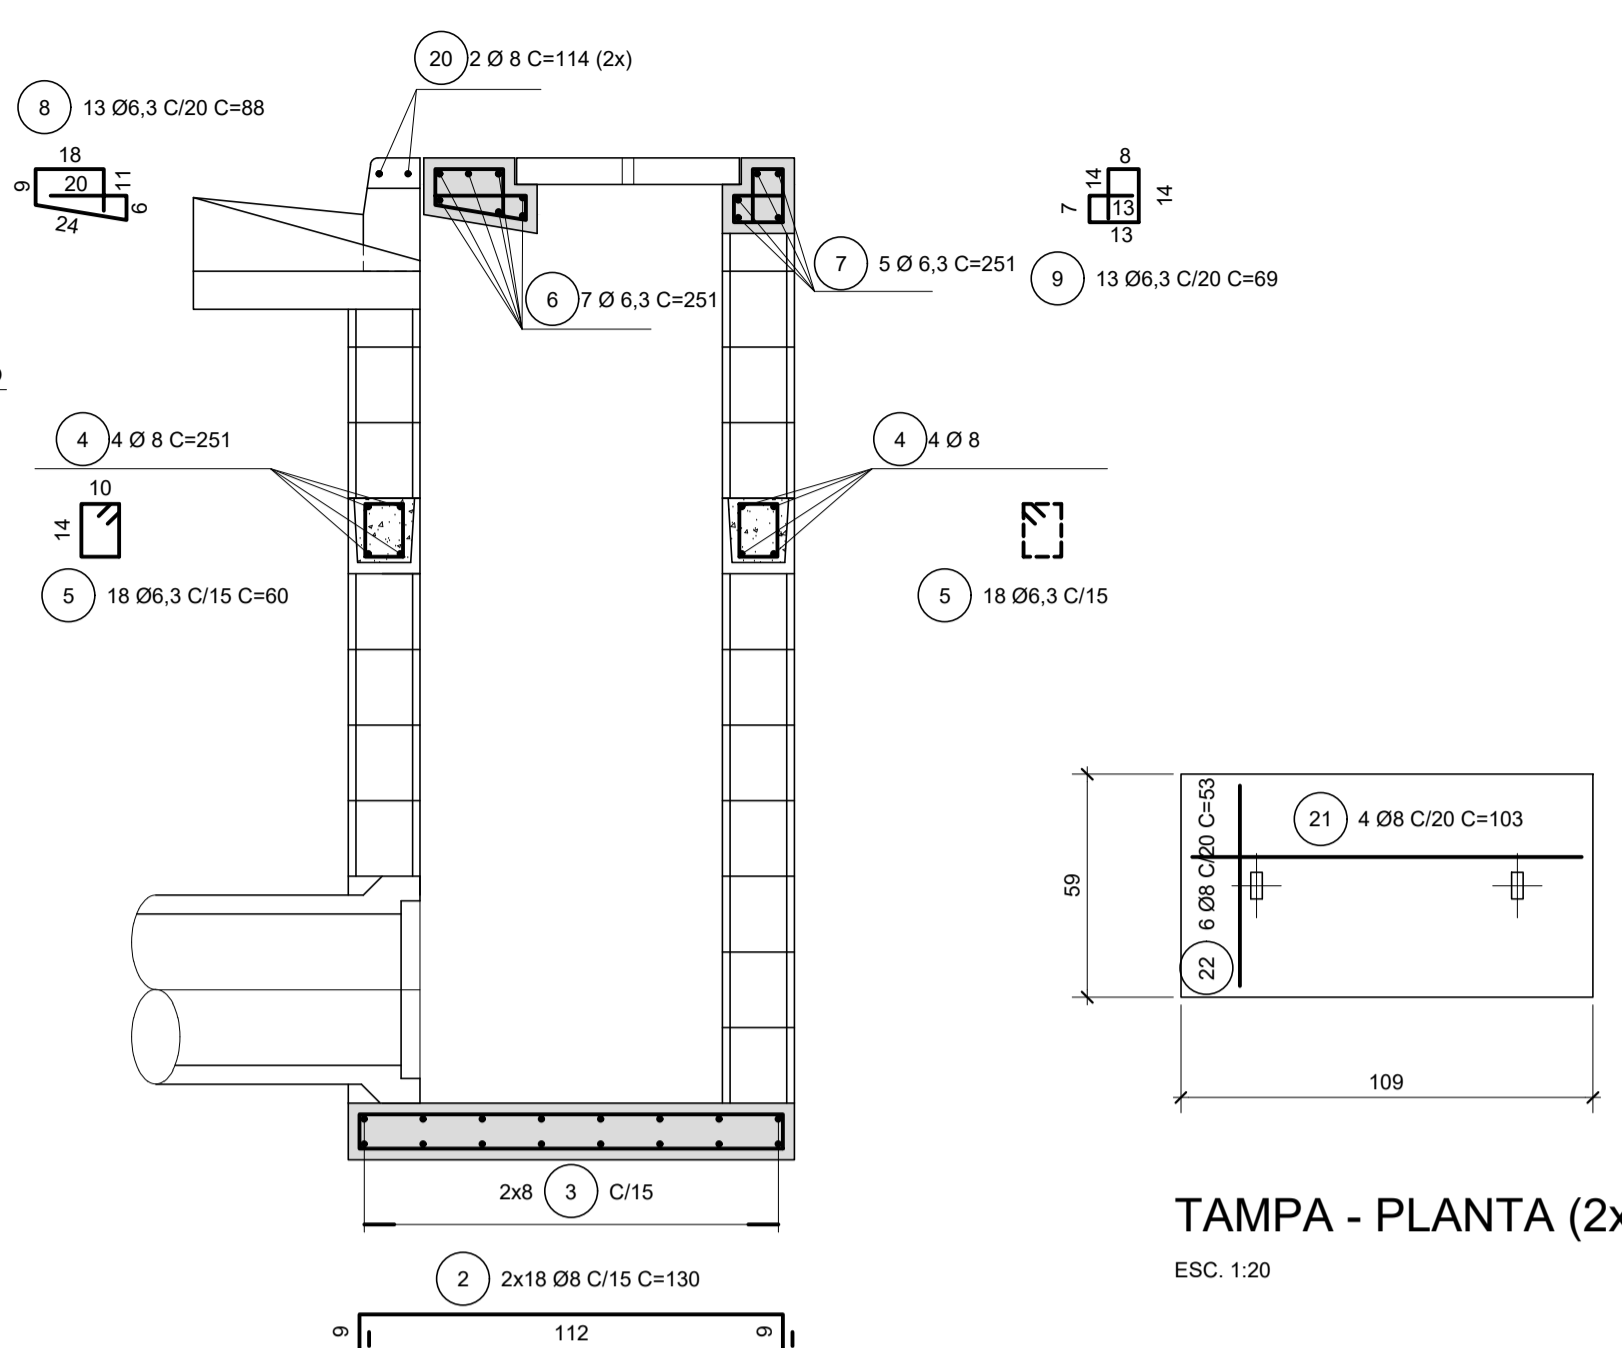 20 2 Ø 8 C=114 (2x)
8 13 Ø6,3 C/20 C=88
18
9
20
11
6
24
8
14
14
7
13
13
7 5 Ø 6,3 C=251
9 13 Ø6,3 C/20 C=69
6 7 Ø 6,3 C=251
4 4 Ø 8 C=251
4 4 Ø 8
10
14
5 18 Ø6,3 C/15 C=60
5 18 Ø6,3 C/15
22 6 Ø8 C/20 C=53
21 4 Ø8 C/20 C=103
59
109
2x8 3 C/15
TAMPA - PLANTA (2x
ESC. 1:20
2 2x18 Ø8 C/15 C=130
9
112
9